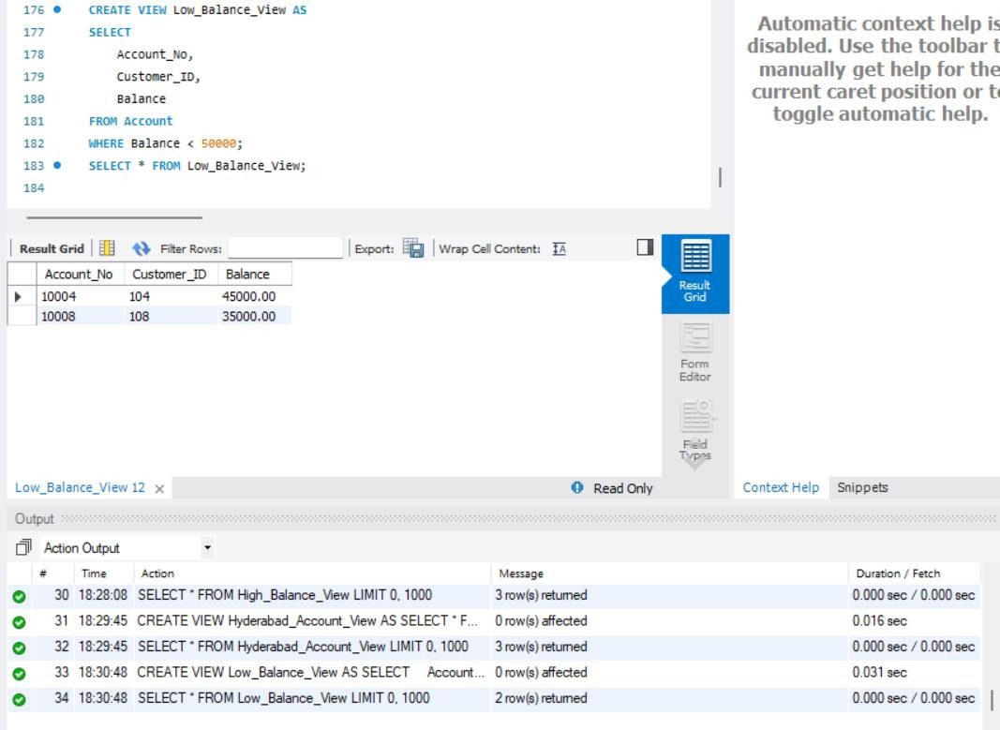 176 CREATE VIEW Low_Balance_View AS
177 SELECT
178 Account_No,
179 Customer_ID,
180 Balance
181 FROM Account
182 WHERE Balance < 50000;
183 SELECT * FROM Low_Balance_View;
184
Automatic context help is
disabled. Use the toolbar t
manually get help for the
current caret position or to
toggle automatic help.
Result Grid Filter Rows: Export: Wrap Cell Content: IA
Account_No Customer_ID Balance
10004 104 45000.00
10008 108 35000.00
Result
Grid
Form
Editor
Field
Types
Low_Balance_View 12 × Read Only
Context Help Snippets
Output
Action Output
# Time Action Message Duration / Fetch
30 18:28:08 SELECT * FROM High_Balance_View LIMIT 0, 1000 3 row(s) returned 0.000 sec / 0.000 sec
31 18:29:45 CREATE VIEW Hyderabad_Account_View AS SELECT * F... 0 row(s) affected 0.016 sec
32 18:29:45 SELECT * FROM Hyderabad_Account_View LIMIT 0, 1000 3 row(s) returned 0.000 sec / 0.000 sec
33 18:30:48 CREATE VIEW Low_Balance_View AS SELECT Account... 0 row(s) affected 0.031 sec
34 18:30:48 SELECT * FROM Low_Balance_View LIMIT 0, 1000 2 row(s) returned 0.000 sec / 0.000 sec